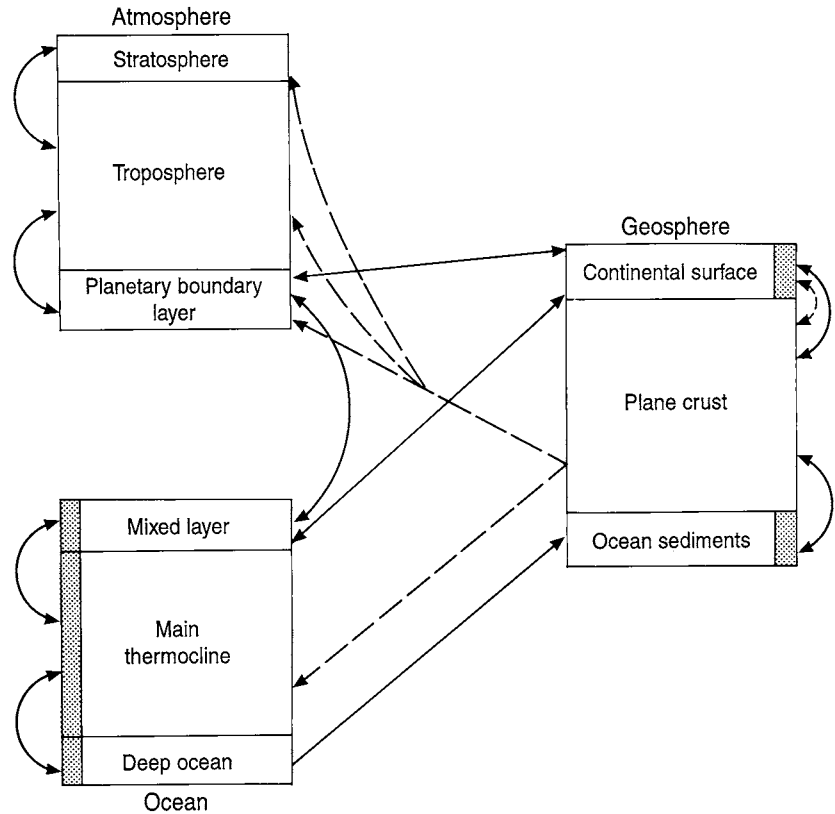 Atmosphere
Stratosphere
Troposphere
Planetary boundary
layer
Geosphere
Continental surface
Plane crust
Ocean sediments
Mixed layer
Main
thermocline
Deep ocean
Ocean